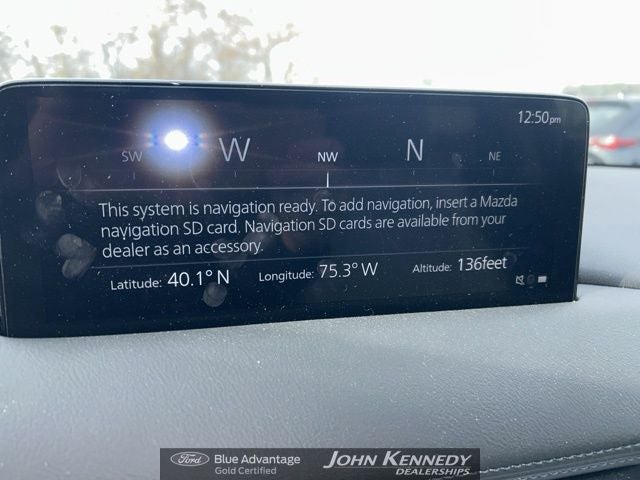 12:50pm
SW W NW N NE
This system is navigation ready. To add navigation, insert a Mazda
navigation SD card. Navigation SD cards are available from your
dealer as an accessory.
Latitude: 40.1° N Longitude: 75.3° W Altitude: 136feet
Ford Blue Advantage JOHN KENNEDY
Gold Certified DEALERSHIPS